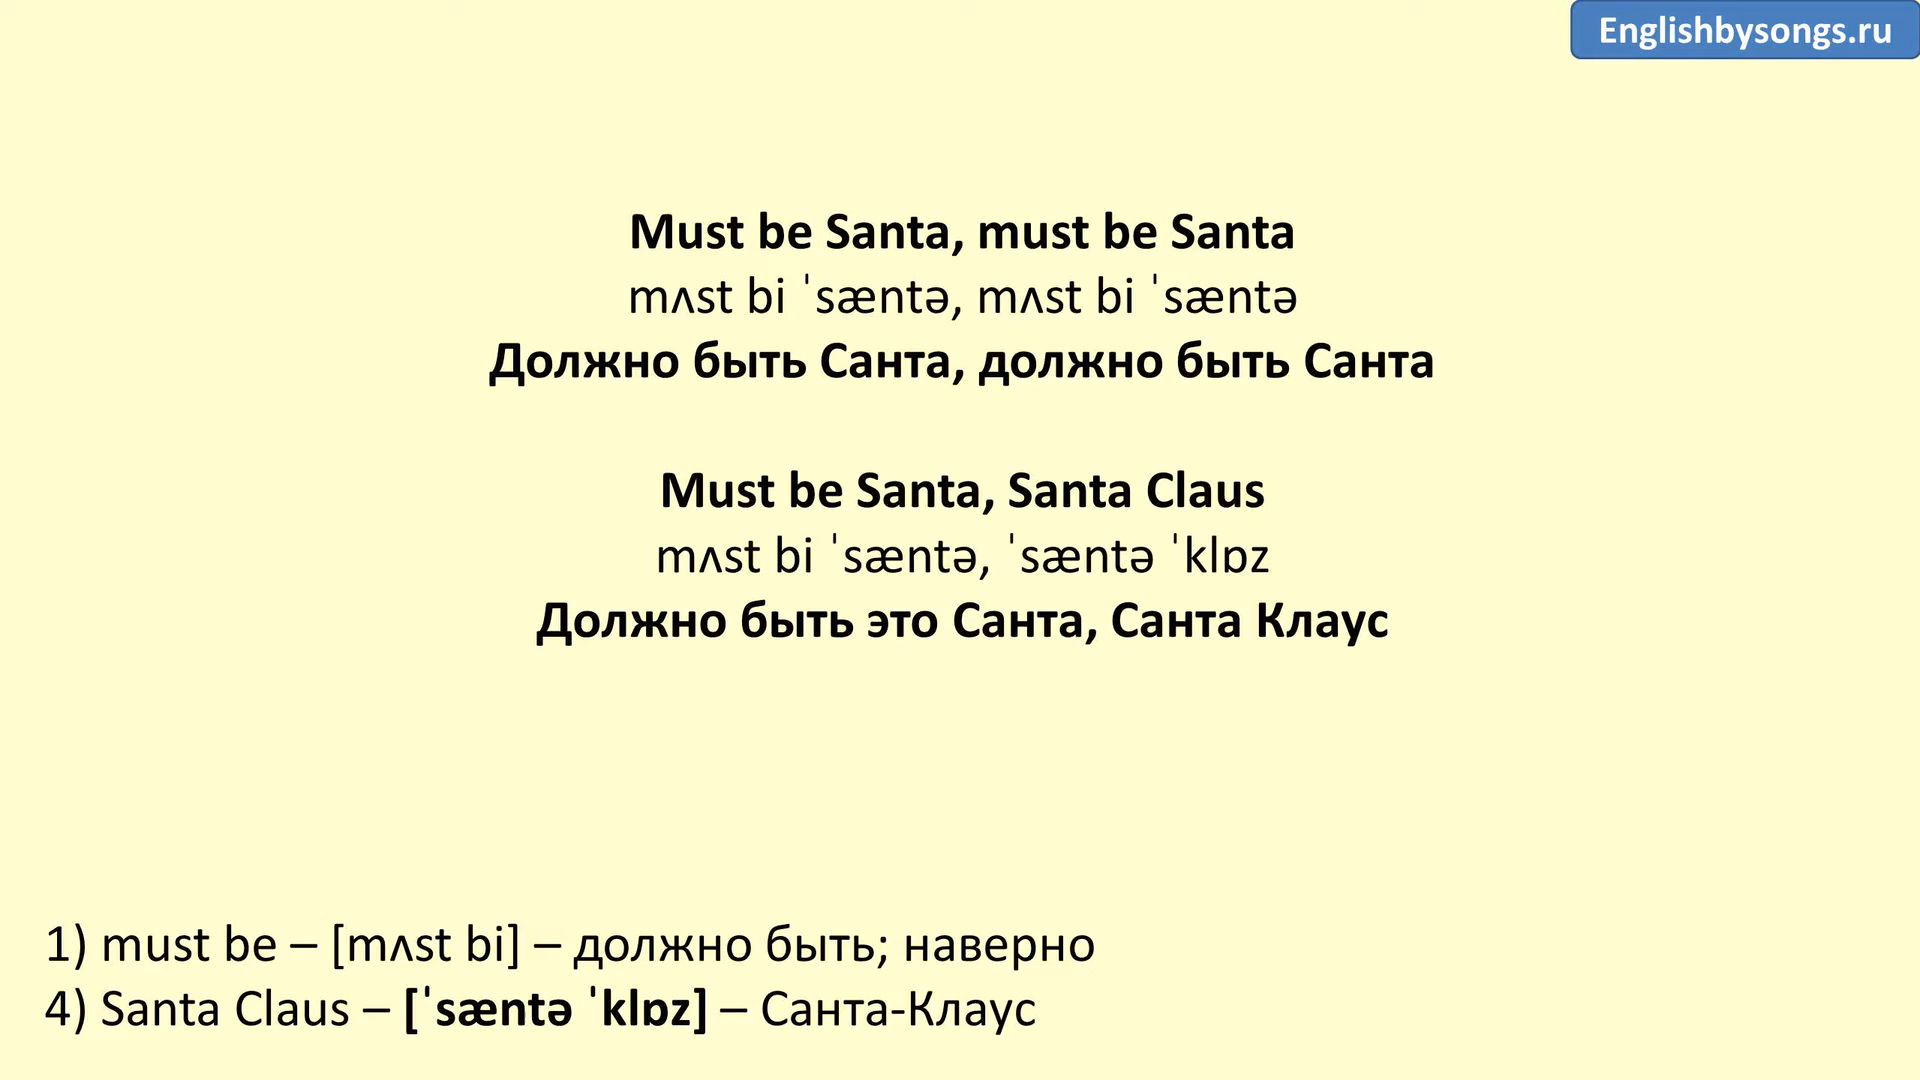 Englishbysongs.ru
Must be Santa, must be Santa
mʌst bi ˈsæntə, mʌst bi ˈsæntə
Должно быть Санта, должно быть Санта
Must be Santa, Santa Claus
mʌst bi ˈsæntə, ˈsæntə ˈklɒz
Должно быть это Санта, Санта Клаус
1) must be – [mʌst bi] – должно быть; наверно
4) Santa Claus – [ˈsæntə ˈklɒz] – Санта-Клаус